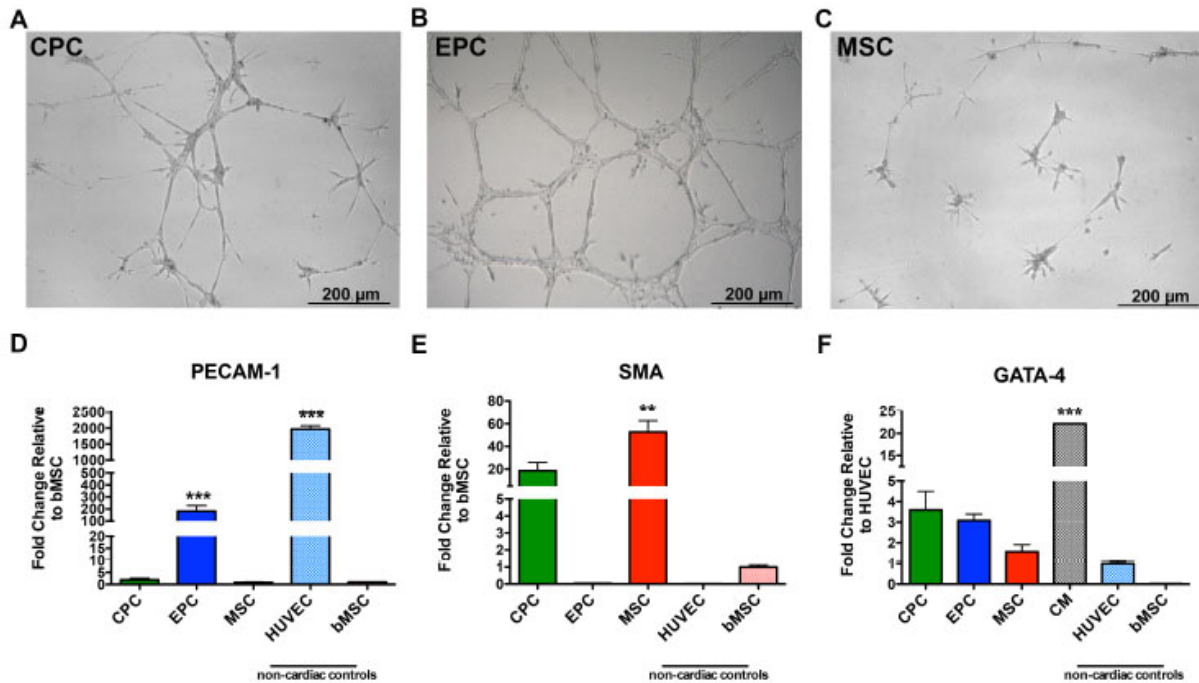 A
CPC
200 µm
B
EPC
200 µm
C
MSC
200 µm
D
PECAM-1
Fold Change Relative
to bMSC
2500
2000
1500
1000
500
500
400
300
200
100
20
15
10
5
0
***
***
CPC
EPC
MSC
HUVEC
bMSC
non-cardiac controls
E
SMA
Fold Change Relative
to bMSC
80
60
40
20
5
4
3
2
1
0
**
CPC
EPC
MSC
HUVEC
bMSC
non-cardiac controls
F
GATA-4
Fold Change Relative
to HUVEC
25
20
15
10
5
5
4
3
2
1
0
***
CPC
EPC
MSC
CM
HUVEC
bMSC
non-cardiac controls